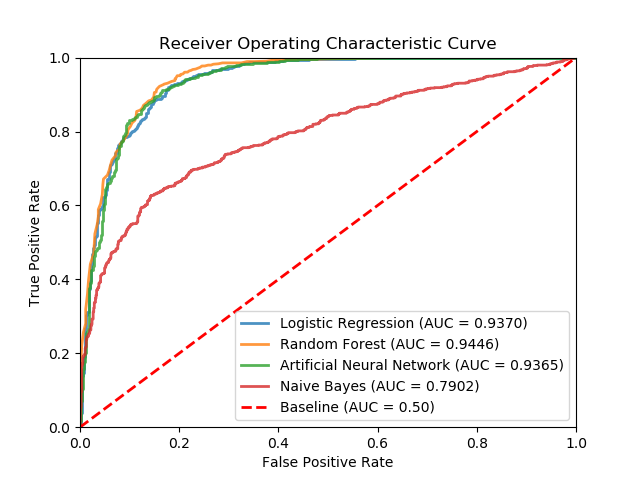 Receiver Operating Characteristic Curve
1.0
0.8
0.6
0.4
0.2
0.0
True Positive Rate
Logistic Regression (AUC = 0.9370)
Random Forest (AUC = 0.9446)
Artificial Neural Network (AUC = 0.9365)
Naive Bayes (AUC = 0.7902)
Baseline (AUC = 0.50)
0.0 0.2 0.4 0.6 0.8 1.0
False Positive Rate